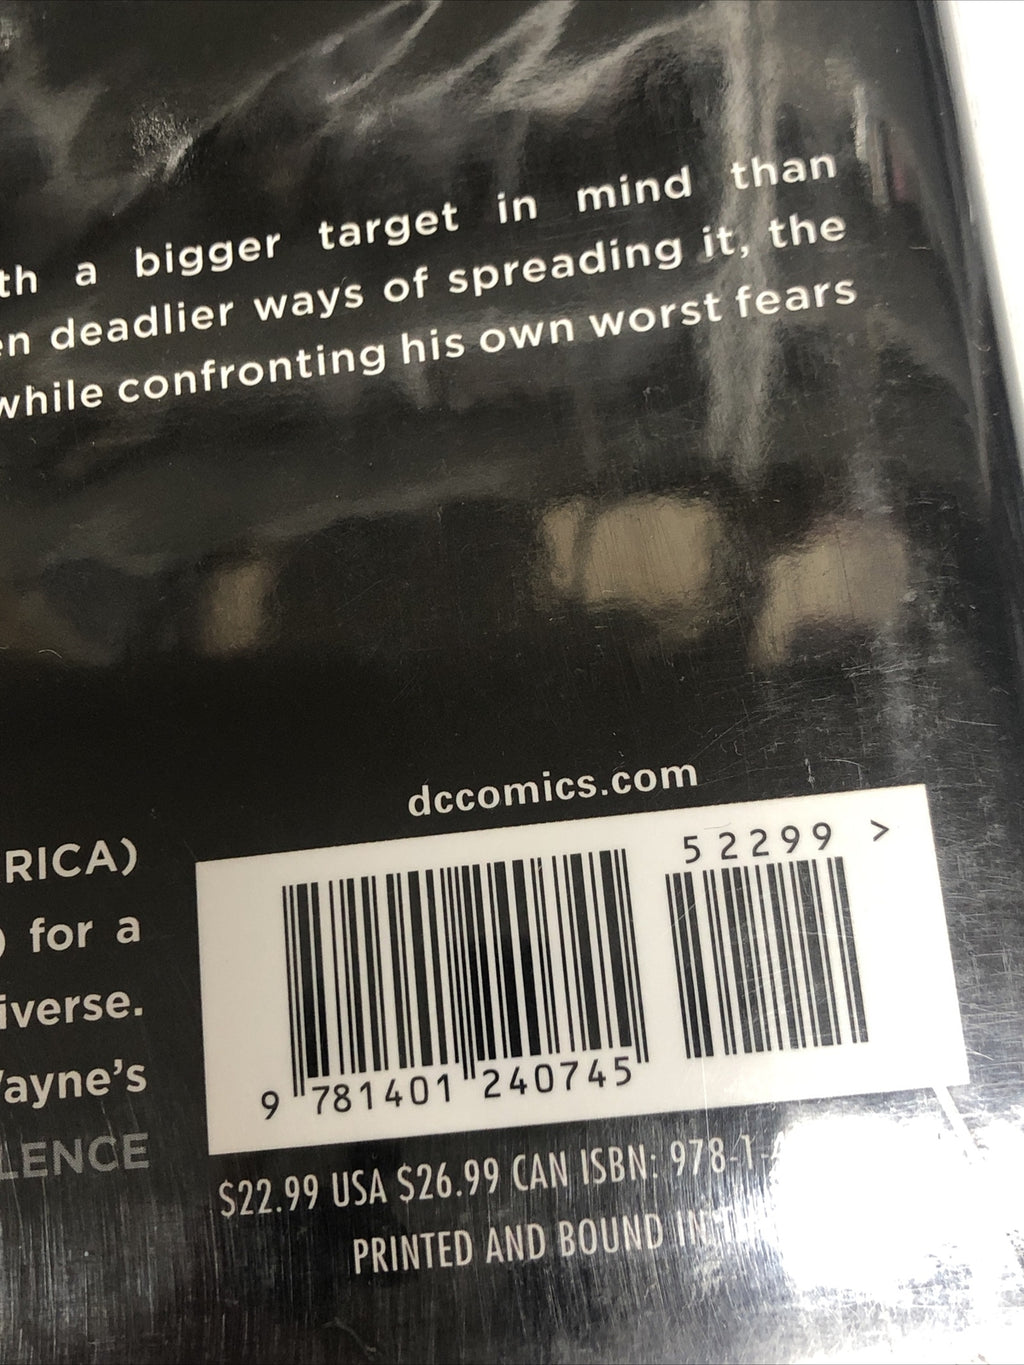 th a bigger target in mind than
en deadlier ways of spreading it, the
while confronting his own worst fears
dccomics.com
RICA)
) for a
iverse.
ayne's
LENCE
52299 >
9 781401 240745
$22.99 USA $26.99 CAN ISBN: 978-1-
PRINTED AND BOUND IN